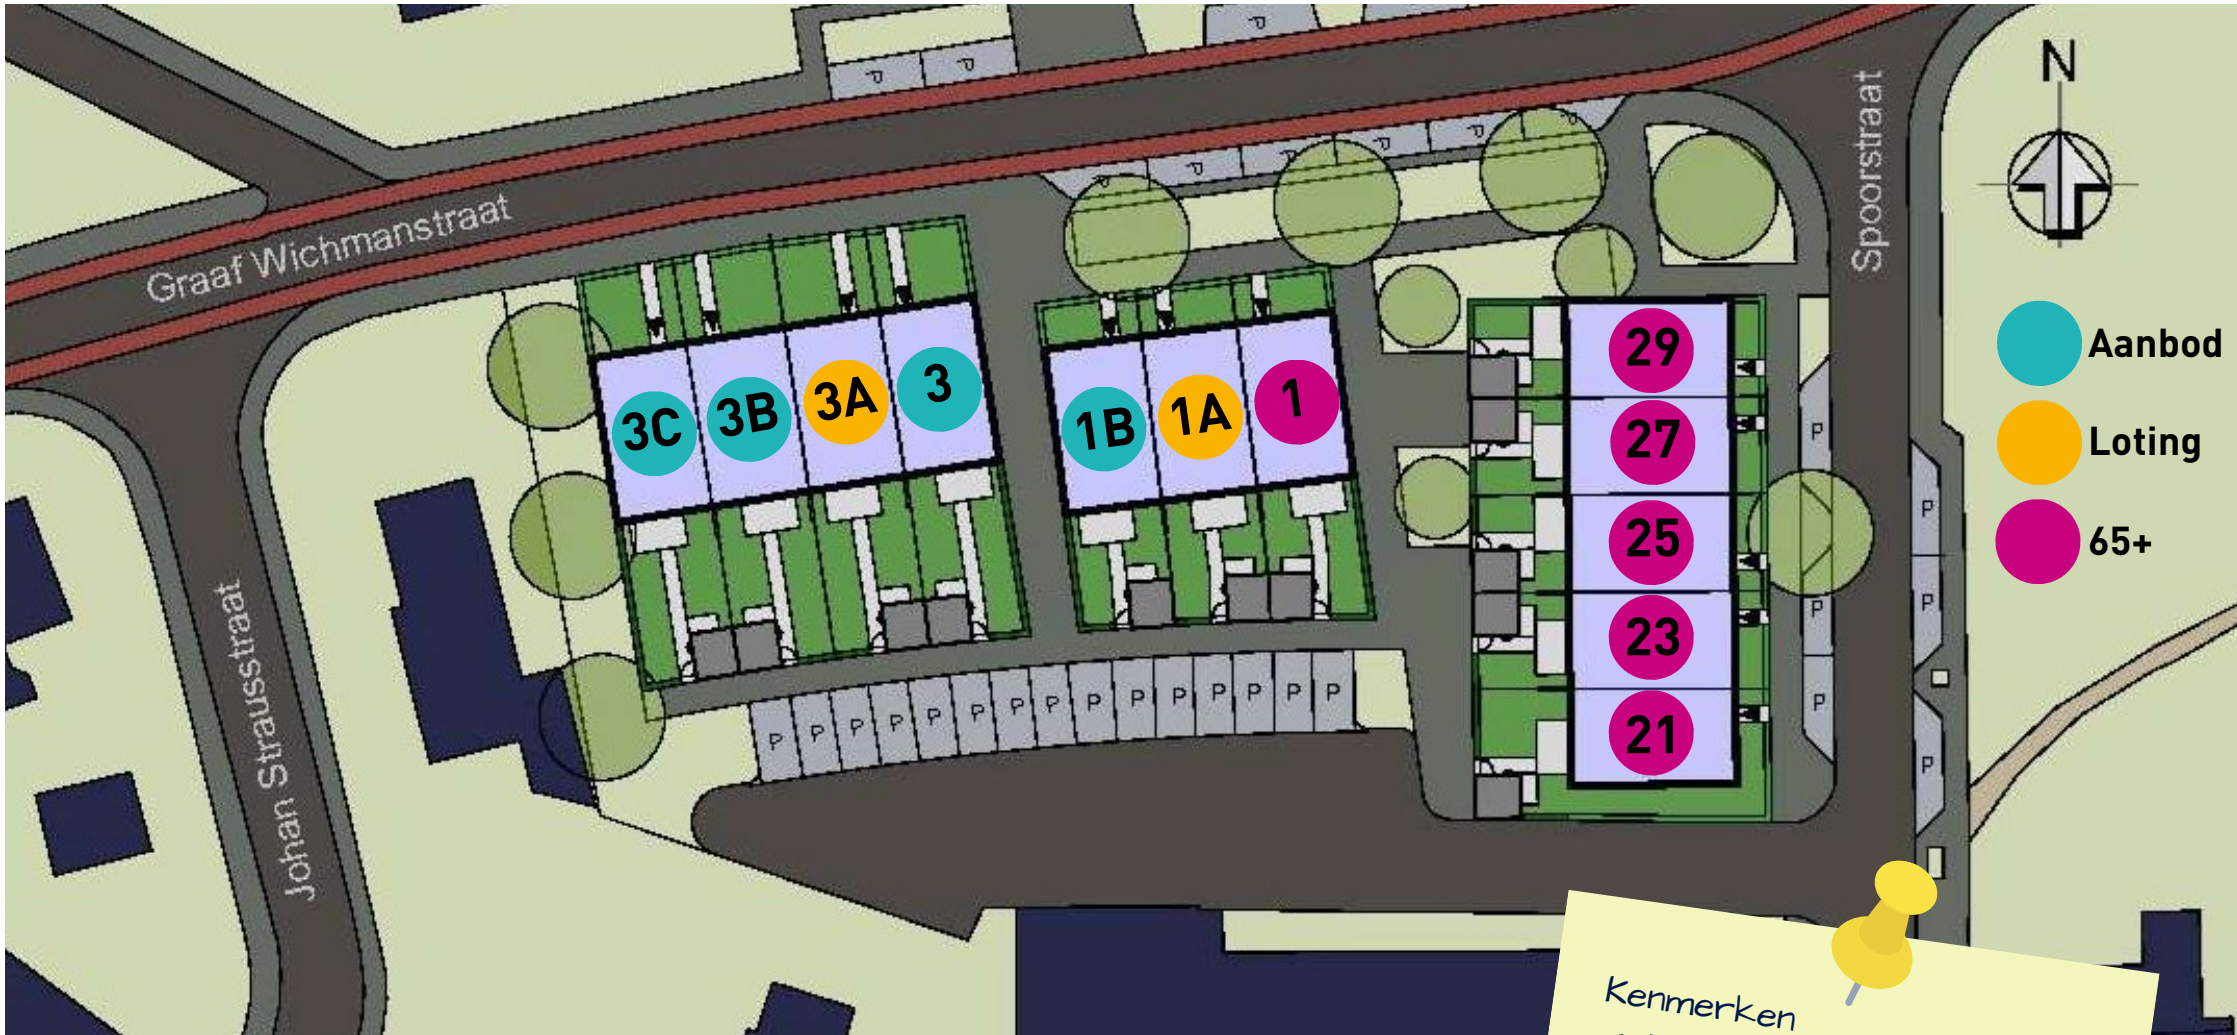 P
P P
N
P P P P P P
Graaf Wichmanstraat
Spoorstraat
Aanbod
Loting
65+
3C 3B 3A 3
1B 1A 1
29
27
25
23
21
P
P
P
P
P
P
P P P P P P P P P P P P P P P
Johan Straussstraat
Kenmerken